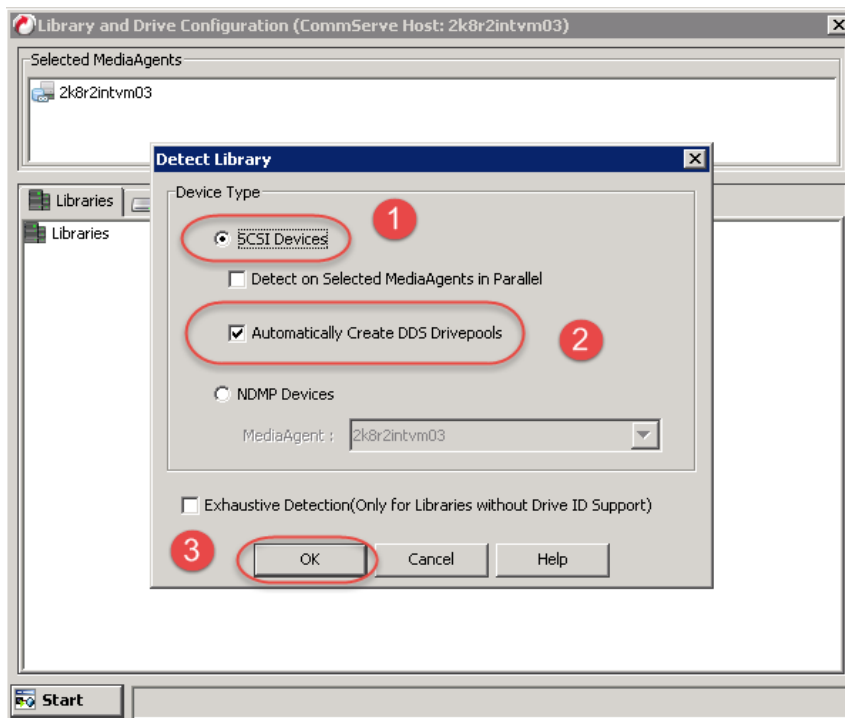 Library and Drive Configuration (CommServe Host: 2k8r2intvm03)
Selected MediaAgents
2k8r2intvm03
Detect Library
Libraries
Device Type
1
Libraries
SCSI Devices
Detect on Selected MediaAgents in Parallel
Automatically Create DDS Drivepools
2
NDMP Devices
MediaAgent :
2k8r2intvm03
Exhaustive Detection(Only for Libraries without Drive ID Support)
3
OK
Cancel
Help
Start